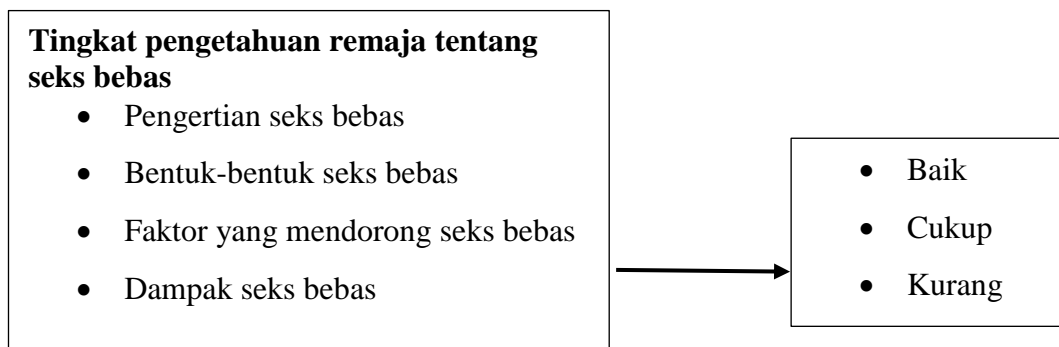 Tingkat pengetahuan remaja tentang
seks bebas
• Pengertian seks bebas
• Bentuk-bentuk seks bebas
• Faktor yang mendorong seks bebas
• Dampak seks bebas
• Baik
• Cukup
• Kurang